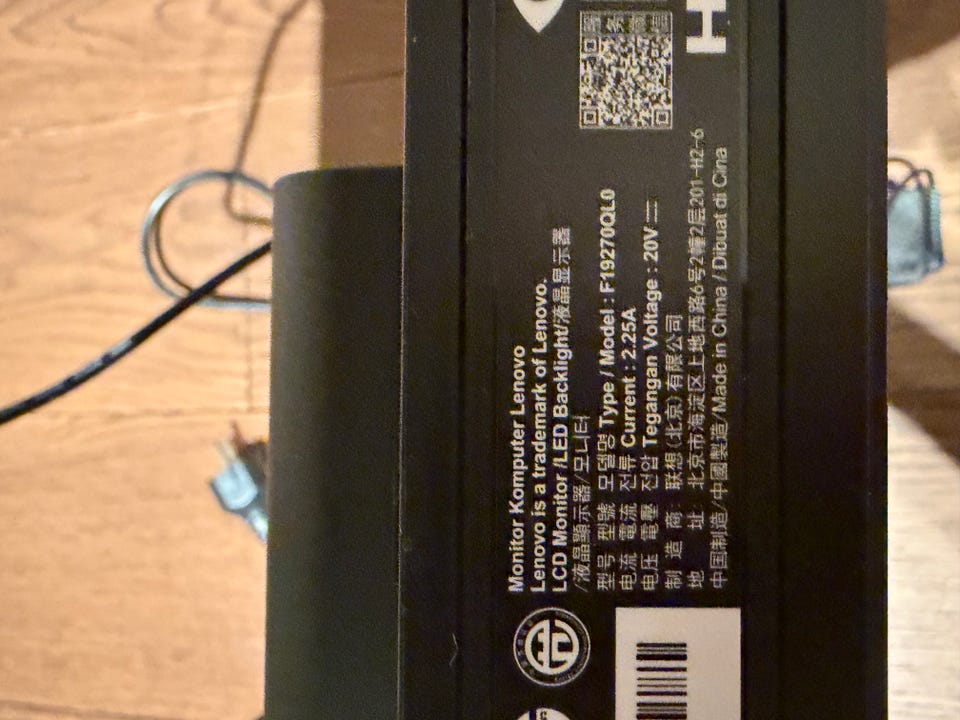 Monitor Komputer Lenovo
Lenovo is a trademark of Lenovo.
LCD Monitor /LED Backlight/液晶显示器
/液晶顯示器/모니터
型号 型號 모델명 Type / Model : F19270QL0
电流 電流 전류 Current : 2.25A
电压 電壓 전압 Tegangan Voltage : 20V
制 造 商: 联想(北京)有限公司
地 址: 北京市海淀区上地西路6号2幢2层201-H2-6
中国制造/中國製造/Made in China / Dibuat di Cina
H